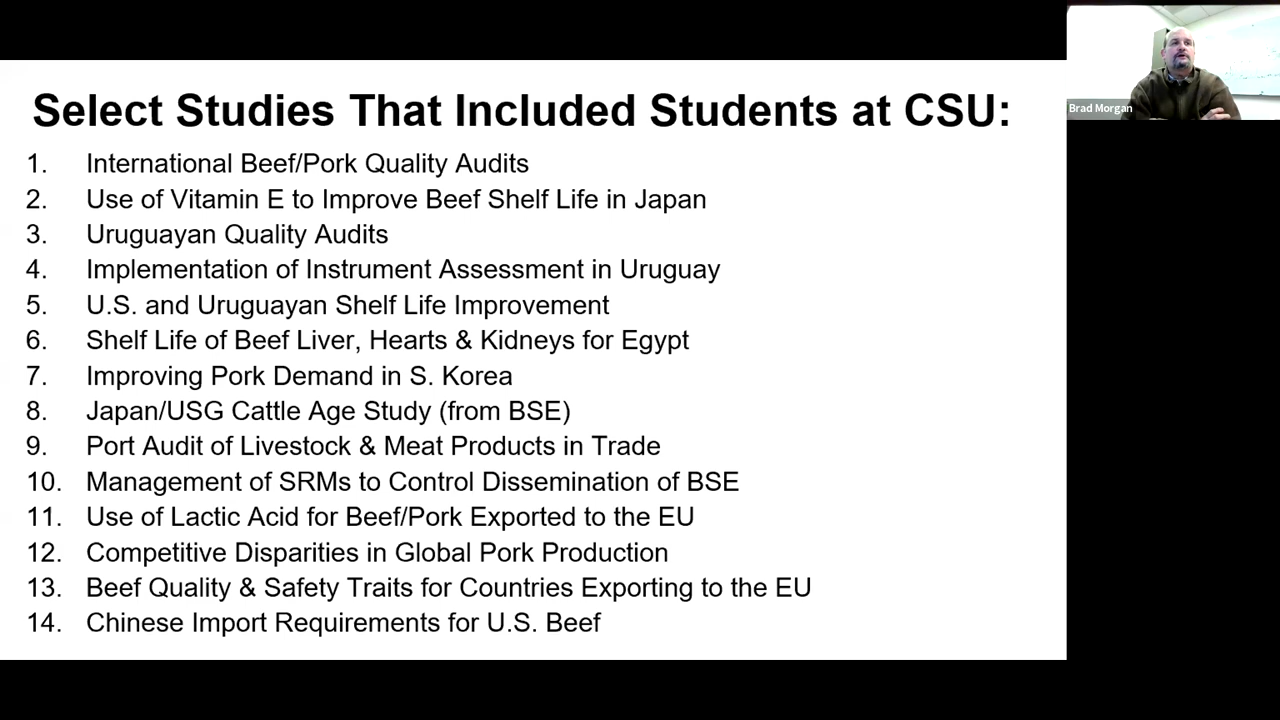 Select Studies That Included Students at CSU:
1. International Beef/Pork Quality Audits
2. Use of Vitamin E to Improve Beef Shelf Life in Japan
3. Uruguayan Quality Audits
4. Implementation of Instrument Assessment in Uruguay
5. U.S. and Uruguayan Shelf Life Improvement
6. Shelf Life of Beef Liver, Hearts & Kidneys for Egypt
7. Improving Pork Demand in S. Korea
8. Japan/USG Cattle Age Study (from BSE)
9. Port Audit of Livestock & Meat Products in Trade
10. Management of SRMs to Control Dissemination of BSE
11. Use of Lactic Acid for Beef/Pork Exported to the EU
12. Competitive Disparities in Global Pork Production
13. Beef Quality & Safety Traits for Countries Exporting to the EU
14. Chinese Import Requirements for U.S. Beef
Brad Morgan